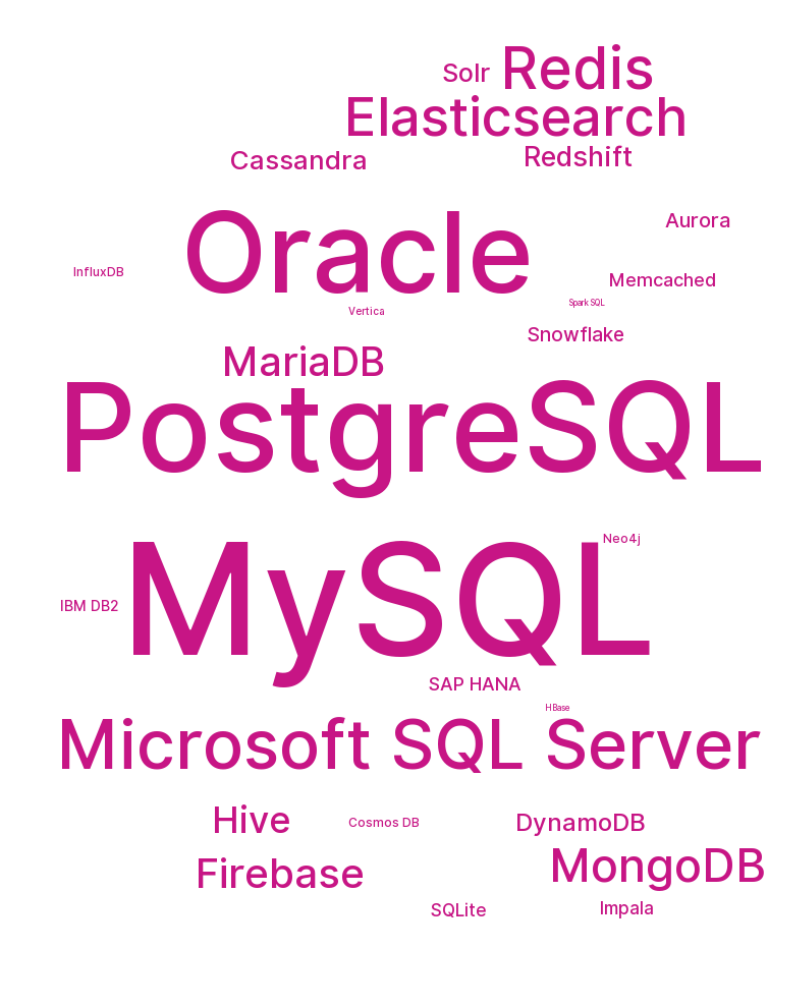 Solr Redis
Elasticsearch
Cassandra Redshift
Oracle
Aurora
InfluxDB
Memcached
Spark SQL
Vertica
Snowflake
MariaDB
PostgreSQL
MySQL
Neo4j
IBM DB2
SAP HANA
HBase
Microsoft SQL Server
Hive
Cosmos DB
DynamoDB
Firebase
MongoDB
SQLite
Impala